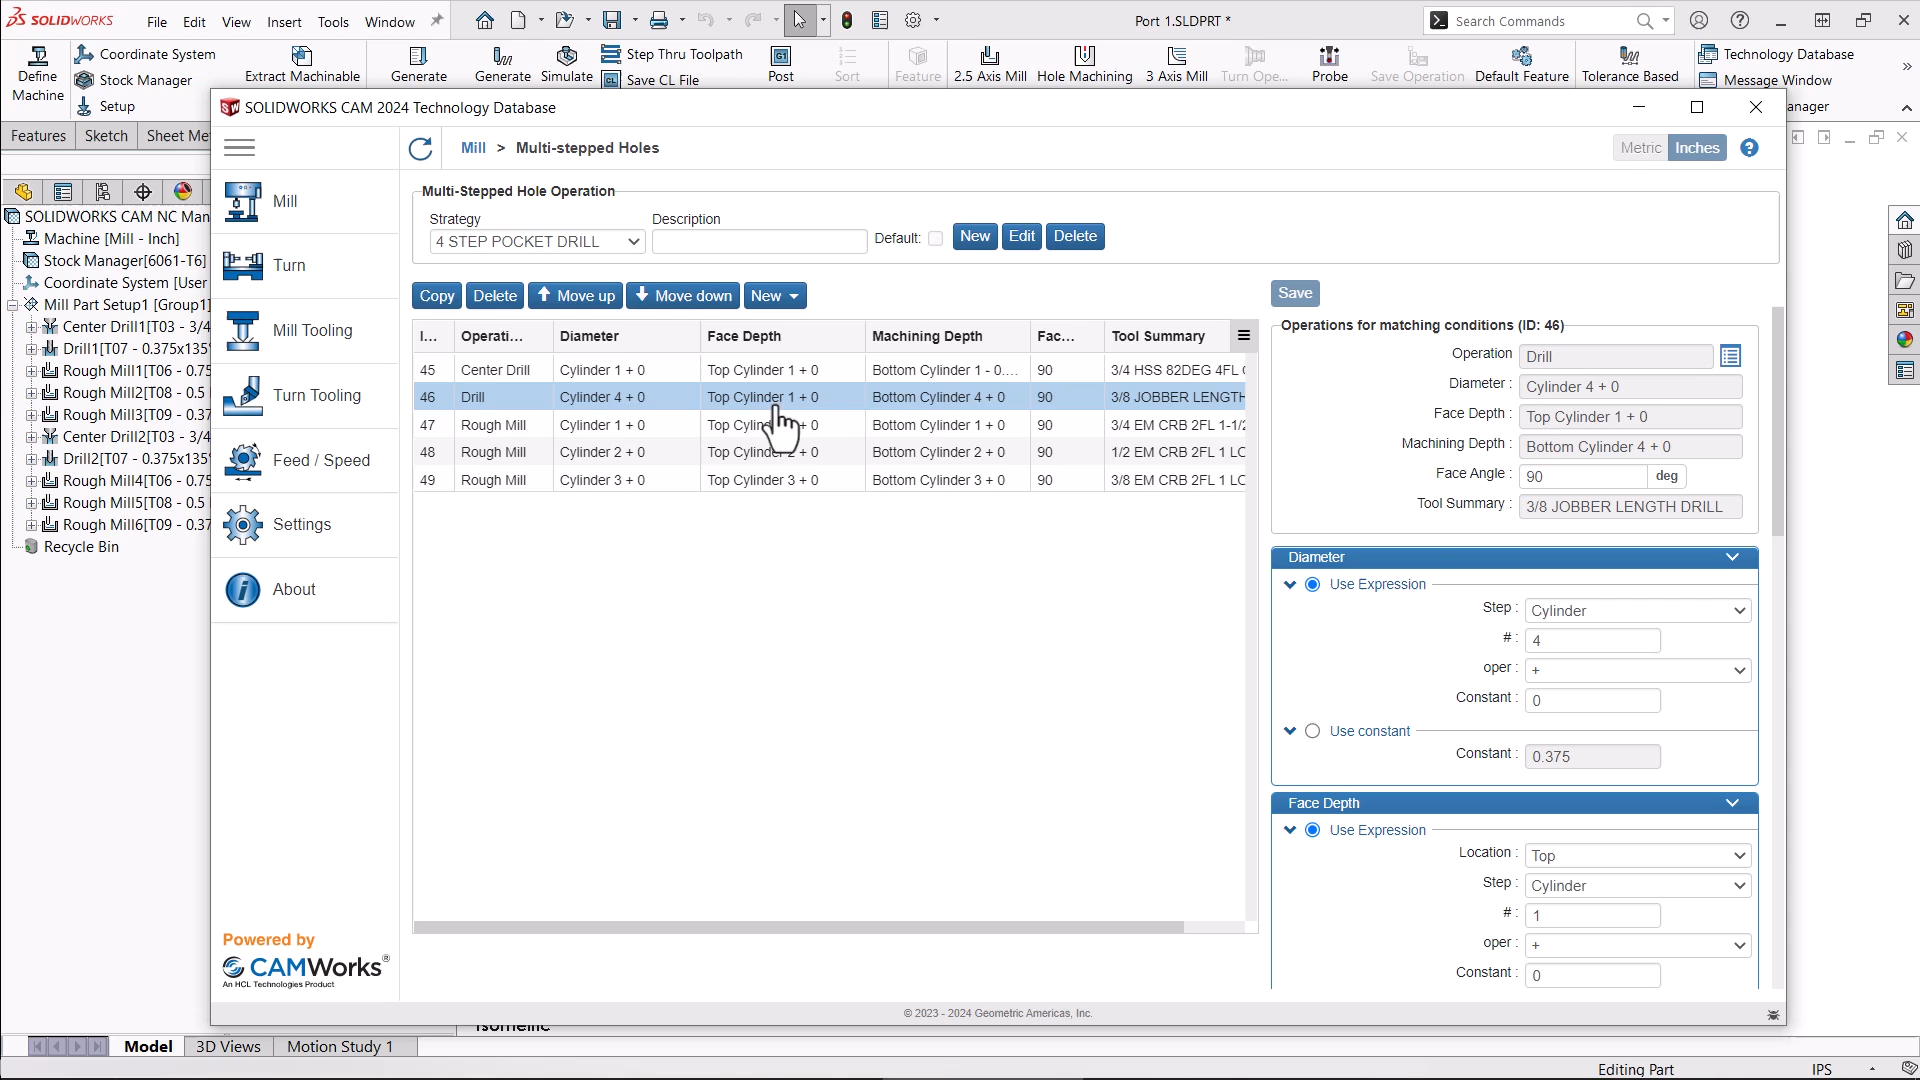 SOLIDWORKS File Edit View Insert Tools Window Port 1.SLDPRT * Search Commands
Define Machine
Coordinate System
Stock Manager
Setup
Extract Machinable
Generate
Generate
Simulate
Step Thru Toolpath
Save CL File
Post
Sort
Feature
2.5 Axis Mill
Hole Machining
3 Axis Mill
Turn Ope...
Probe
Save Operation
Default Feature
Tolerance Based
Technology Database
Message Window
anager
Features Sketch Sheet Me
SOLIDWORKS CAM NC Man
Machine [Mill - Inch]
Stock Manager[6061-T6]
Coordinate System [User
Mill Part Setup1 [Group1]
Center Drill1[T03 - 3/4
Drill1[T07 - 0.375x135°
Rough Mill1[T06 - 0.75
Rough Mill2[T08 - 0.5
Rough Mill3[T09 - 0.37
Center Drill2[T03 - 3/4
Drill2[T07 - 0.375x135°
Rough Mill4[T06 - 0.75
Rough Mill5[T08 - 0.5
Rough Mill6[T09 - 0.37
Recycle Bin
SOLIDWORKS CAM 2024 Technology Database
Mill
Turn
Mill Tooling
Turn Tooling
Feed / Speed
Settings
About
Powered by
CAMWorks®
An HCL Technologies Product
Mill > Multi-stepped Holes
Metric Inches
Multi-Stepped Hole Operation
Strategy Description
4 STEP POCKET DRILL Default: New Edit Delete
Copy Delete Move up Move down New
I... Operati... Diameter Face Depth Machining Depth Fac... Tool Summary
45 Center Drill Cylinder 1 + 0 Top Cylinder 1 + 0 Bottom Cylinder 1 - 0.... 90 3/4 HSS 82DEG 4FL
46 Drill Cylinder 4 + 0 Top Cylinder 1 + 0 Bottom Cylinder 4 + 0 90 3/8 JOBBER LENGTH
47 Rough Mill Cylinder 1 + 0 Top Cylin + 0 Bottom Cylinder 1 + 0 90 3/4 EM CRB 2FL 1-1/2
48 Rough Mill Cylinder 2 + 0 Top Cylinder 2 + 0 Bottom Cylinder 2 + 0 90 1/2 EM CRB 2FL 1 LO
49 Rough Mill Cylinder 3 + 0 Top Cylinder 3 + 0 Bottom Cylinder 3 + 0 90 3/8 EM CRB 2FL 1 LO
Save
Operations for matching conditions (ID: 46)
Operation Drill
Diameter : Cylinder 4 + 0
Face Depth : Top Cylinder 1 + 0
Machining Depth : Bottom Cylinder 4 + 0
Face Angle : 90 deg
Tool Summary : 3/8 JOBBER LENGTH DRILL
Diameter
Use Expression
Step : Cylinder
# : 4
oper : +
Constant : 0
Use constant
Constant : 0.375
Face Depth
Use Expression
Location : Top
Step : Cylinder
# : 1
oper : +
Constant : 0
© 2023 - 2024 Geometric Americas, Inc.
Model 3D Views Motion Study 1
Editing Part IPS